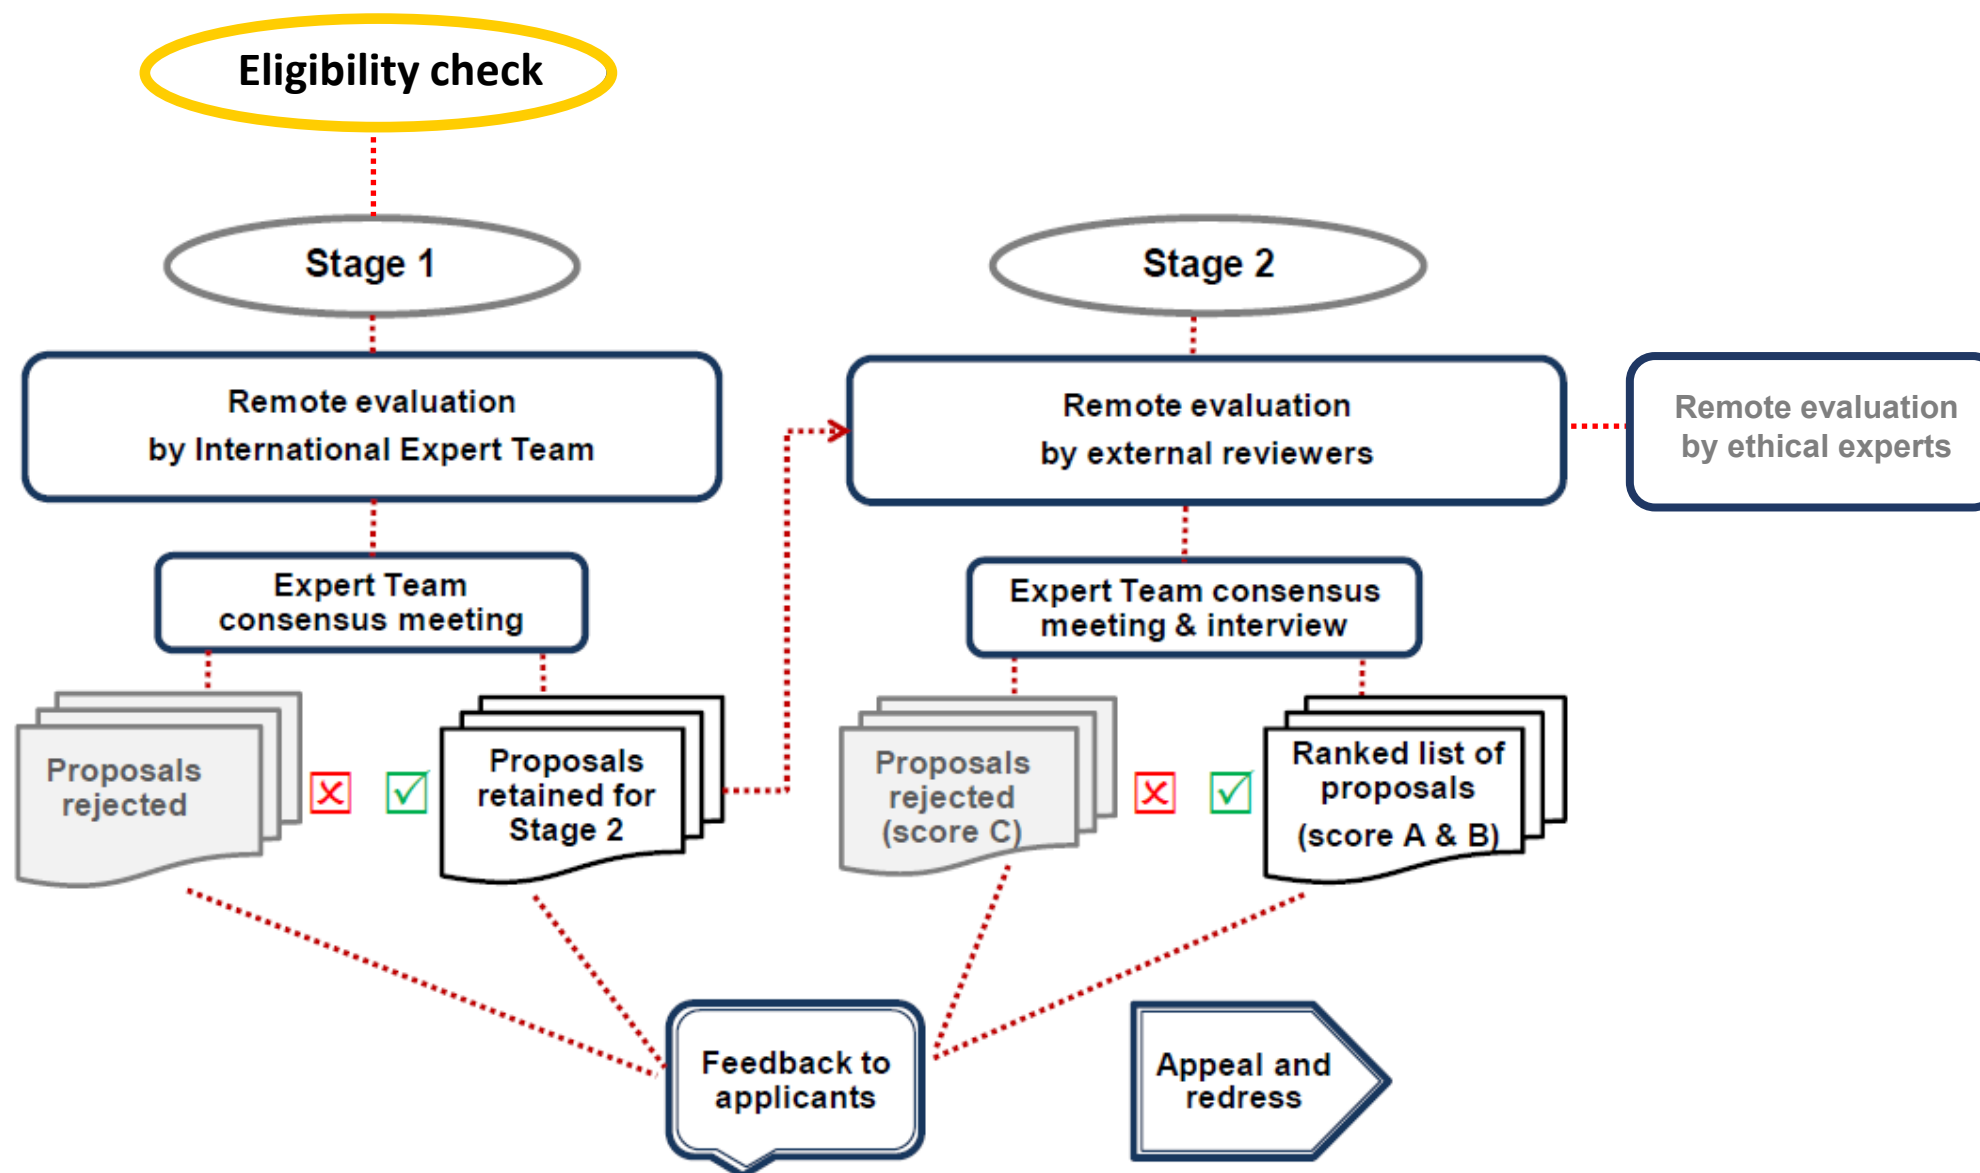 Eligibility check
Stage 1
Stage 2
Remote evaluation
by International Expert Team
Remote evaluation
by external reviewers
Remote evaluation
by ethical experts
Expert Team
consensus meeting
Expert Team consensus
meeting & interview
Proposals
rejected
Proposals
retained for
Stage 2
Proposals
rejected
(score C)
Ranked list of
proposals
(score A & B)
Feedback to
applicants
Appeal and
redress